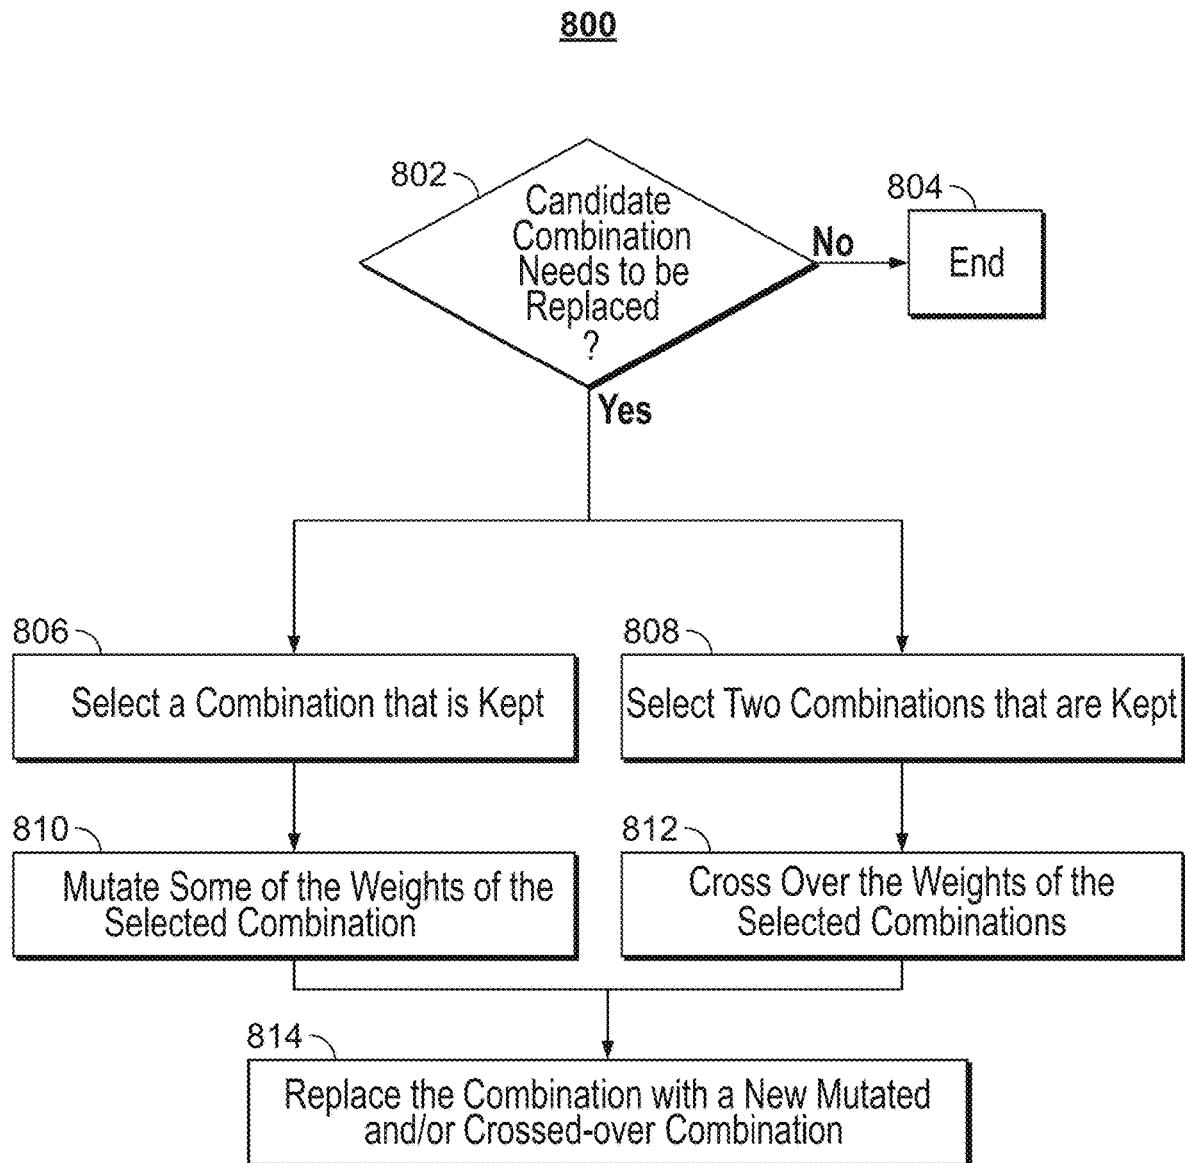 800
802
Candidate
Combination
Needs to be
Replaced
?
No
804
End
Yes
806
Select a Combination that is Kept
808
Select Two Combinations that are Kept
810
Mutate Some of the Weights of the
Selected Combination
812
Cross Over the Weights of the
Selected Combinations
814
Replace the Combination with a New Mutated
and/or Crossed-over Combination